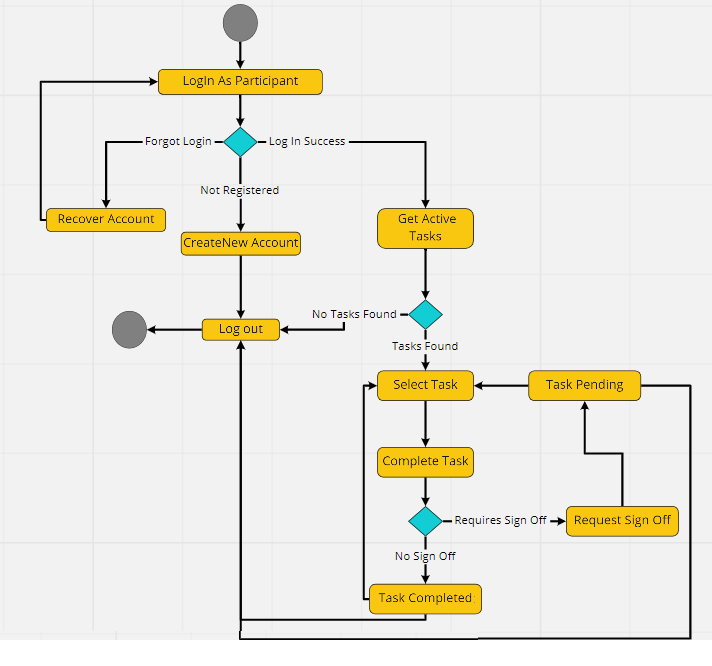 LogIn As Participant
Forgot Login
Log In Success
Not Registered
Recover Account
Get Active
Tasks
CreateNew Account
No Tasks Found
Log out
Tasks Found
Select Task
Task Pending
Complete Task
Requires Sign Off
Request Sign Off
No Sign Off
Task Completed